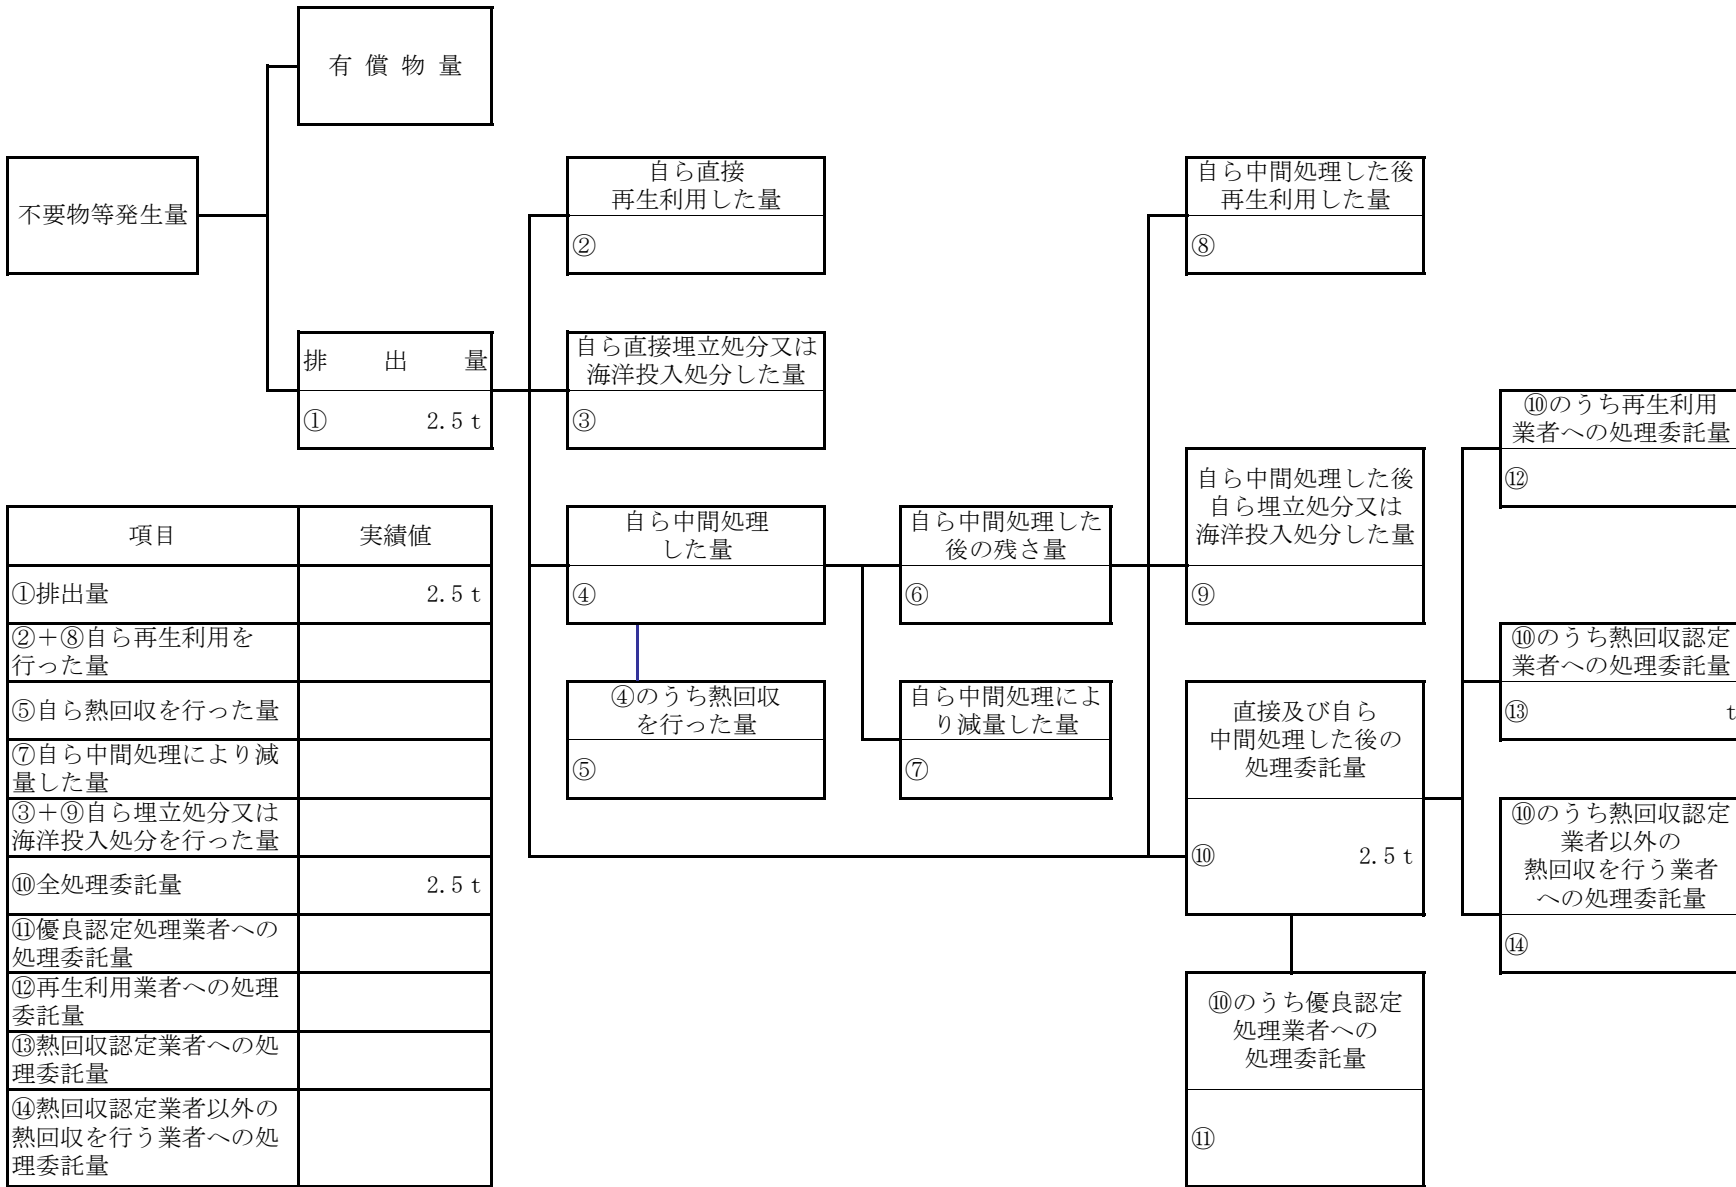 有 償 物 量
不要物等発生量
自ら直接
再生利用した量
②
自ら中間処理した後
再生利用した量
⑧
排 出 量
① 2.5 t
自ら直接埋立処分又は
海洋投入処分した量
③
⑩のうち再生利用
業者への処理委託量
⑫
自ら中間処理した後
自ら埋立処分又は
海洋投入処分した量
⑨
自ら中間処理
した量
④
自ら中間処理した
後の残さ量
⑥
④のうち熱回収
を行った量
⑤
自ら中間処理によ
り減量した量
⑦
⑩のうち熱回収認定
業者への処理委託量
⑬ t
直接及び自ら
中間処理した後の
処理委託量
⑩ 2.5 t
⑩のうち熱回収認定
業者以外の
熱回収を行う業者
への処理委託量
⑭
⑩のうち優良認定
処理業者への
処理委託量
⑪
項目 実績値
①排出量 2.5 t
②＋⑧自ら再生利用を
行った量
⑤自ら熱回収を行った量
⑦自ら中間処理により減
量した量
③＋⑨自ら埋立処分又は
海洋投入処分を行った量
⑩全処理委託量 2.5 t
⑪優良認定処理業者への
処理委託量
⑫再生利用業者への処理
委託量
⑬熱回収認定業者への処
理委託量
⑭熱回収認定業者以外の
熱回収を行う業者への処
理委託量